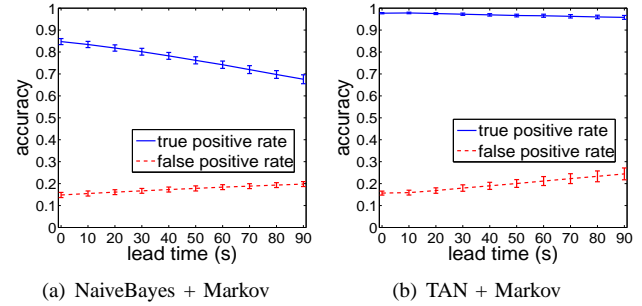 1
0.9
0.8
0.7
0.6
0.5
0.4
0.3
0.2
0.1
0
accuracy
true positive rate
false positive rate
0 10 20 30 40 50 60 70 80 90
lead time (s)
(a) NaiveBayes + Markov
1
0.9
0.8
0.7
0.6
0.5
0.4
0.3
0.2
0.1
0
accuracy
true positive rate
false positive rate
0 10 20 30 40 50 60 70 80 90
lead time (s)
(b) TAN + Markov